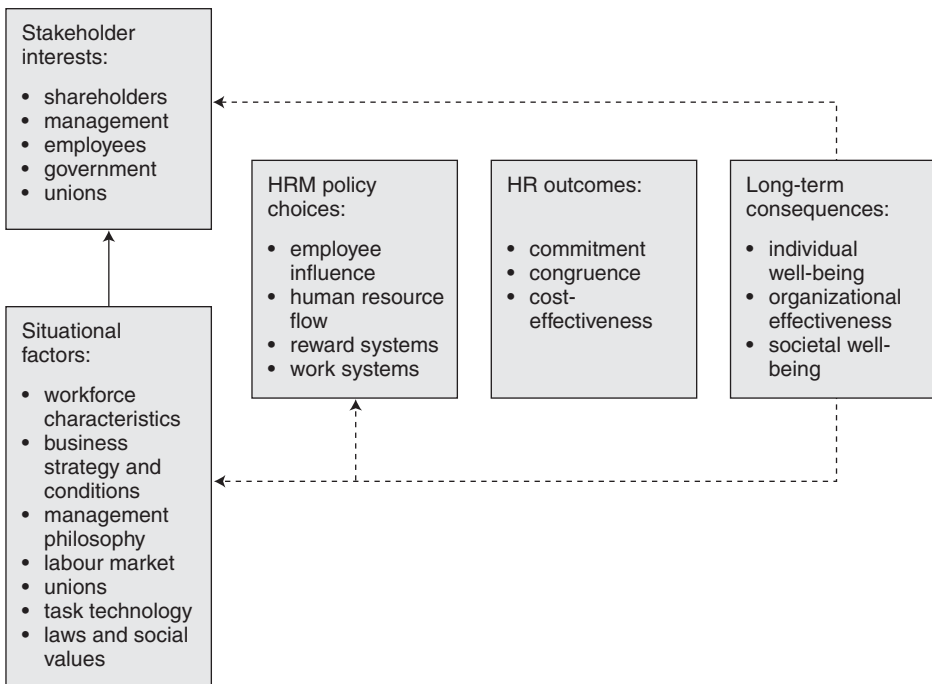 Stakeholder
interests:
• shareholders
• management
• employees
• government
• unions
HRM policy
choices:
• employee
influence
• human resource
flow
• reward systems
• work systems
HR outcomes:
• commitment
• congruence
• cost-
effectiveness
Long-term
consequences:
• individual
well-being
• organizational
effectiveness
• societal well-
being
Situational
factors:
• workforce
characteristics
• business
strategy and
conditions
• management
philosophy
• labour market
• unions
• task technology
• laws and social
values